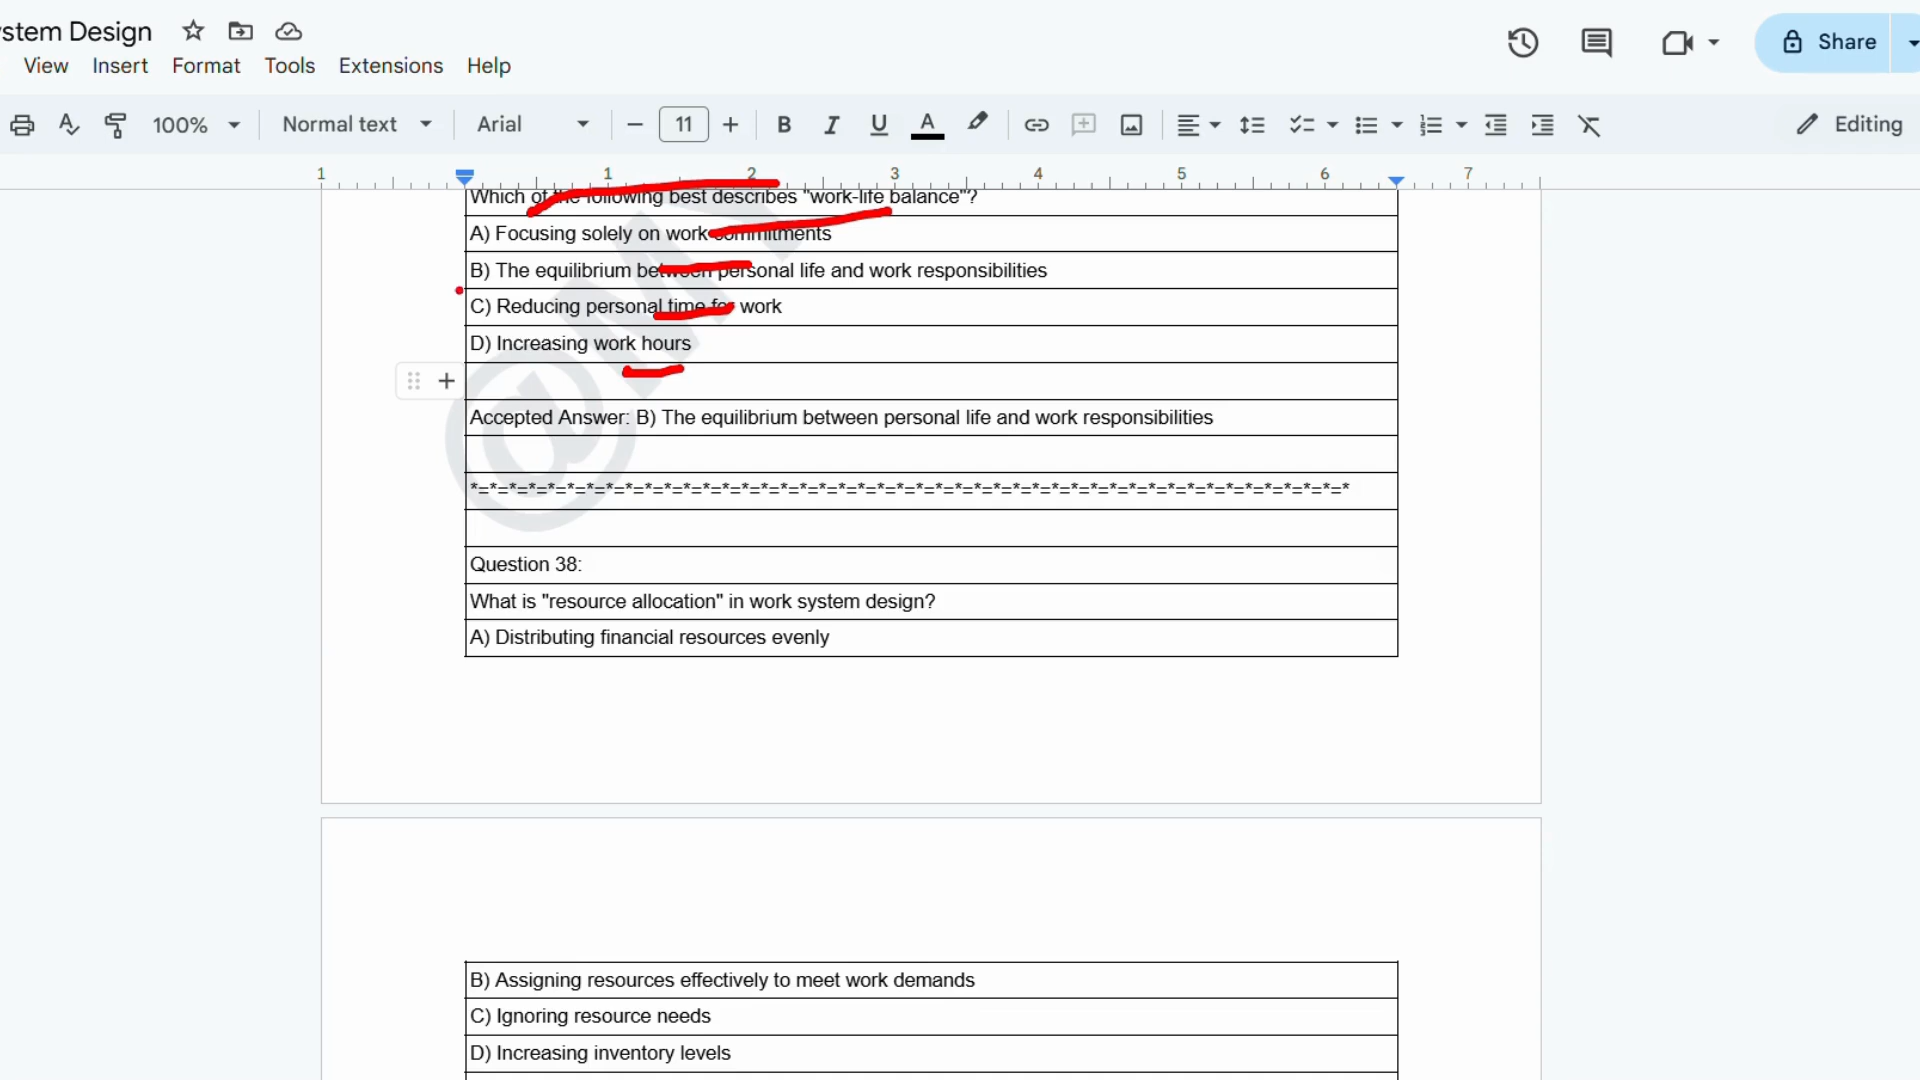 stem Design
View Insert Format Tools Extensions Help
Share
100% Normal text Arial 11 Editing
1 1 2 3 4 5 6 7
Which of the following best describes "work-life balance"?
A) Focusing solely on work commitments
B) The equilibrium between personal life and work responsibilities
C) Reducing personal time for work
D) Increasing work hours
Accepted Answer: B) The equilibrium between personal life and work responsibilities
*=*=*=*=*=*=*=*=*=*=*=*=*=*=*=*=*=*=*=*=*=*=*=*=*=*=*=*=*=*=*=*=*=*=*=*=*=*=*=*=*=*=*=*=*=*
Question 38:
What is "resource allocation" in work system design?
A) Distributing financial resources evenly
B) Assigning resources effectively to meet work demands
C) Ignoring resource needs
D) Increasing inventory levels
@M